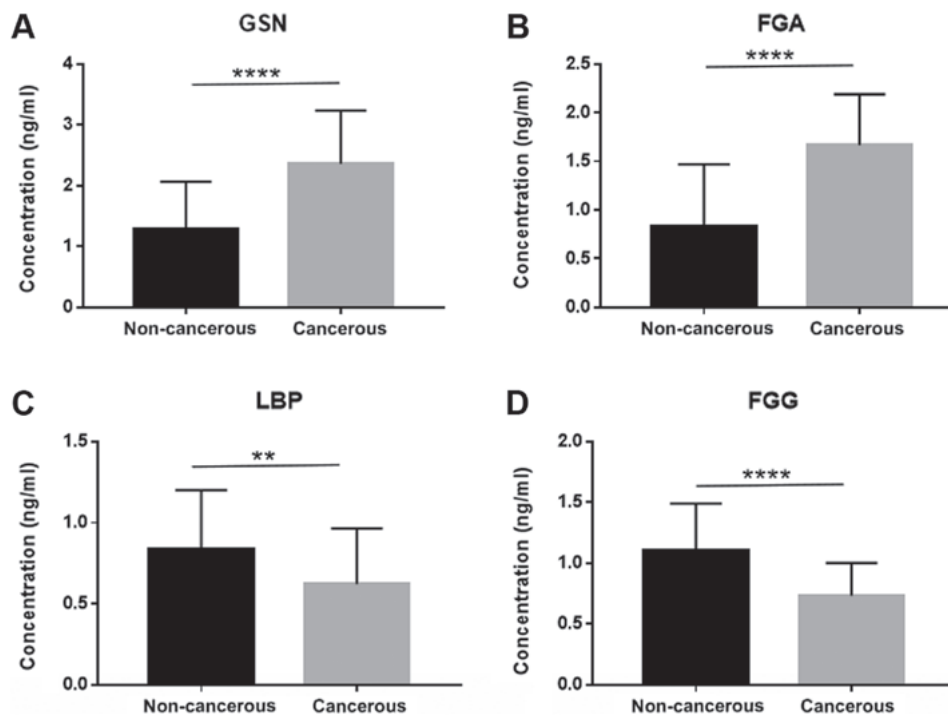 A
GSN
Concentration (ng/ml)
4
3
2
1
0
****
Non-cancerous
Cancerous
B
FGA
Concentration (ng/ml)
2.5
2.0
1.5
1.0
0.5
0.0
****
Non-cancerous
Cancerous
C
LBP
Concentration (ng/ml)
1.5
1.0
0.5
0.0
**
Non-cancerous
Cancerous
D
FGG
Concentration (ng/ml)
2.0
1.5
1.0
0.5
0.0
****
Non-cancerous
Cancerous